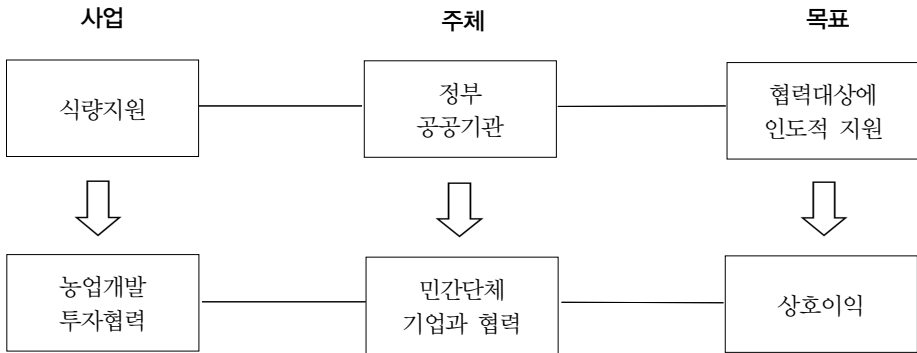 사업
주체
목표
식량지원
정부
공공기관
협력대상에
인도적 지원
농업개발
투자협력
민간단체
기업과 협력
상호이익